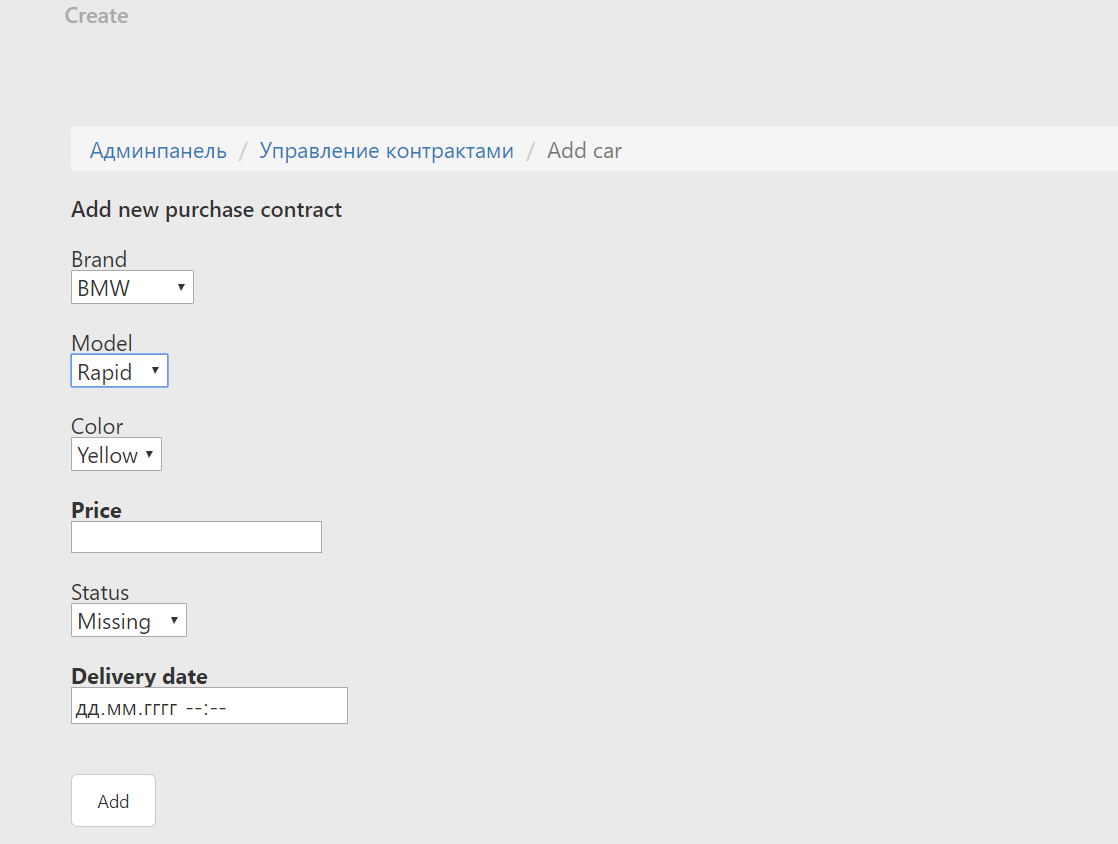 Create
Админпанель / Управление контрактами / Add car
Add new purchase contract
Brand
BMW
Model
Rapid
Color
Yellow
Price
Status
Missing
Delivery date
дд.мм.гггг --:--
Add